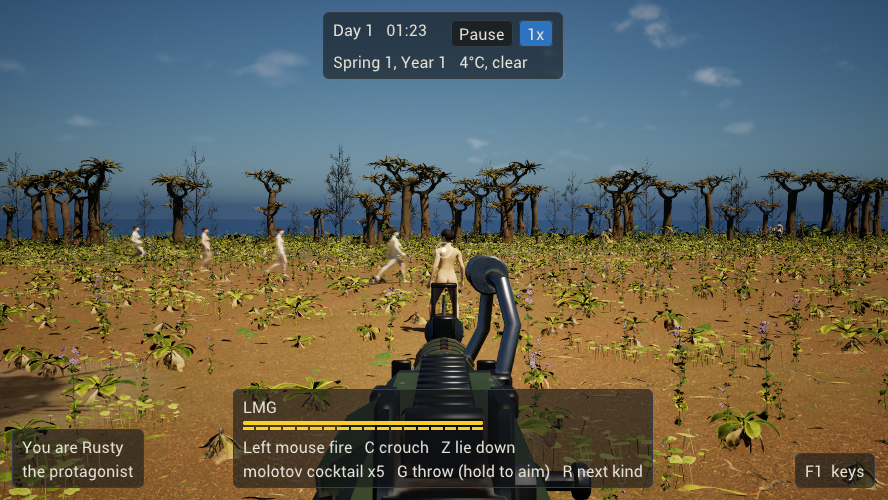 Day 1 01:23 Pause 1x
Spring 1, Year 1 4°C, clear
LMG
Left mouse fire C crouch Z lie down
molotov cocktail x5 G throw (hold to aim) R next kind
You are Rusty
the protagonist
F1 keys